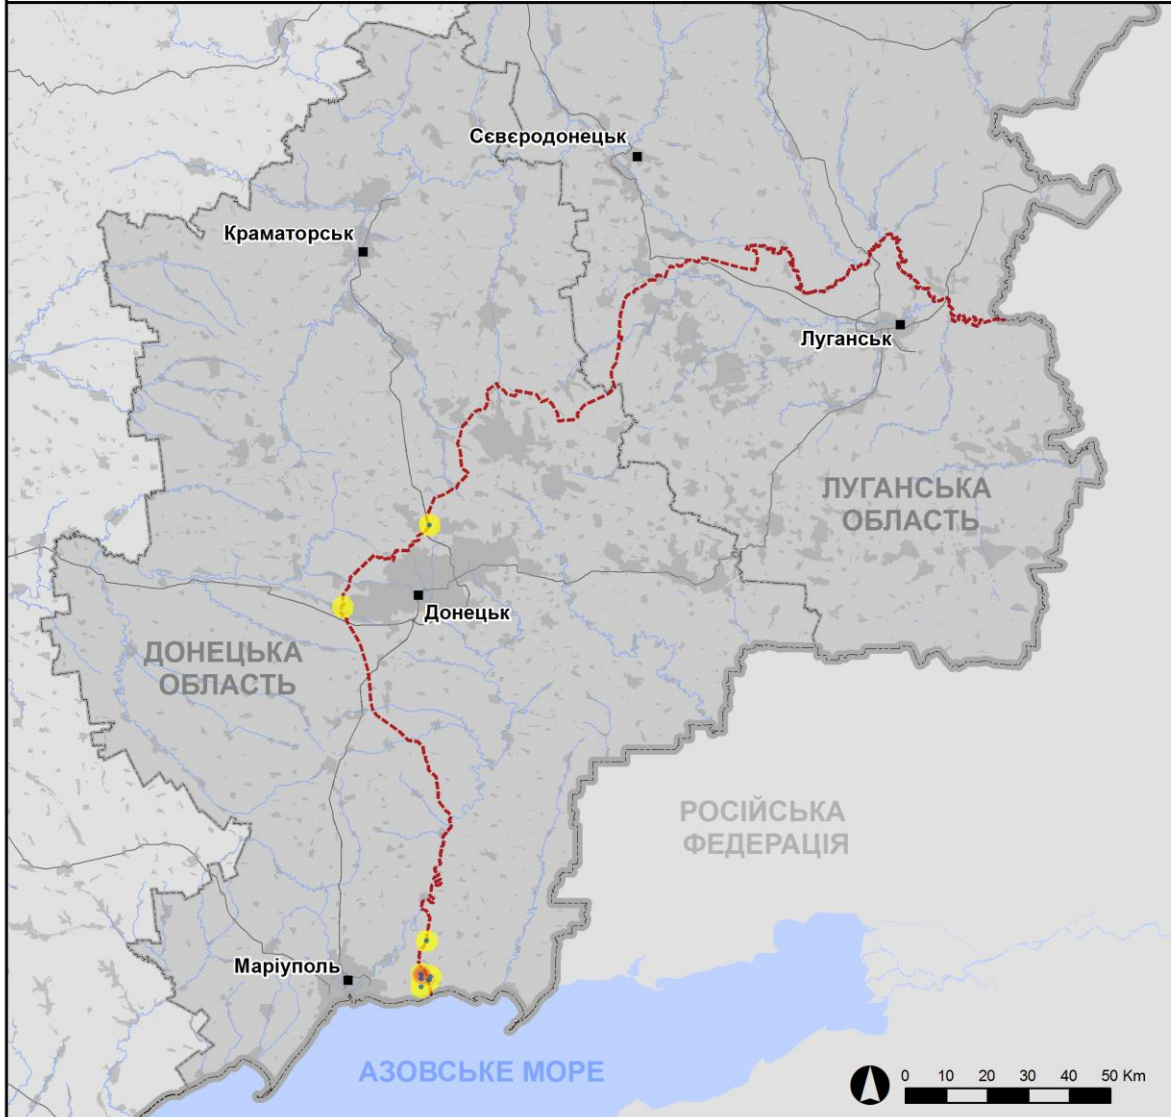 Сєвєродонецьк
Краматорськ
Луганськ
ЛУГАНСЬКА
ОБЛАСТЬ
Донецьк
ДОНЕЦЬКА
ОБЛАСТЬ
РОСІЙСЬКА
ФЕДЕРАЦІЯ
Маріуполь
АЗОВСЬКЕ МОРЕ
0 10 20 30 40 50 Km